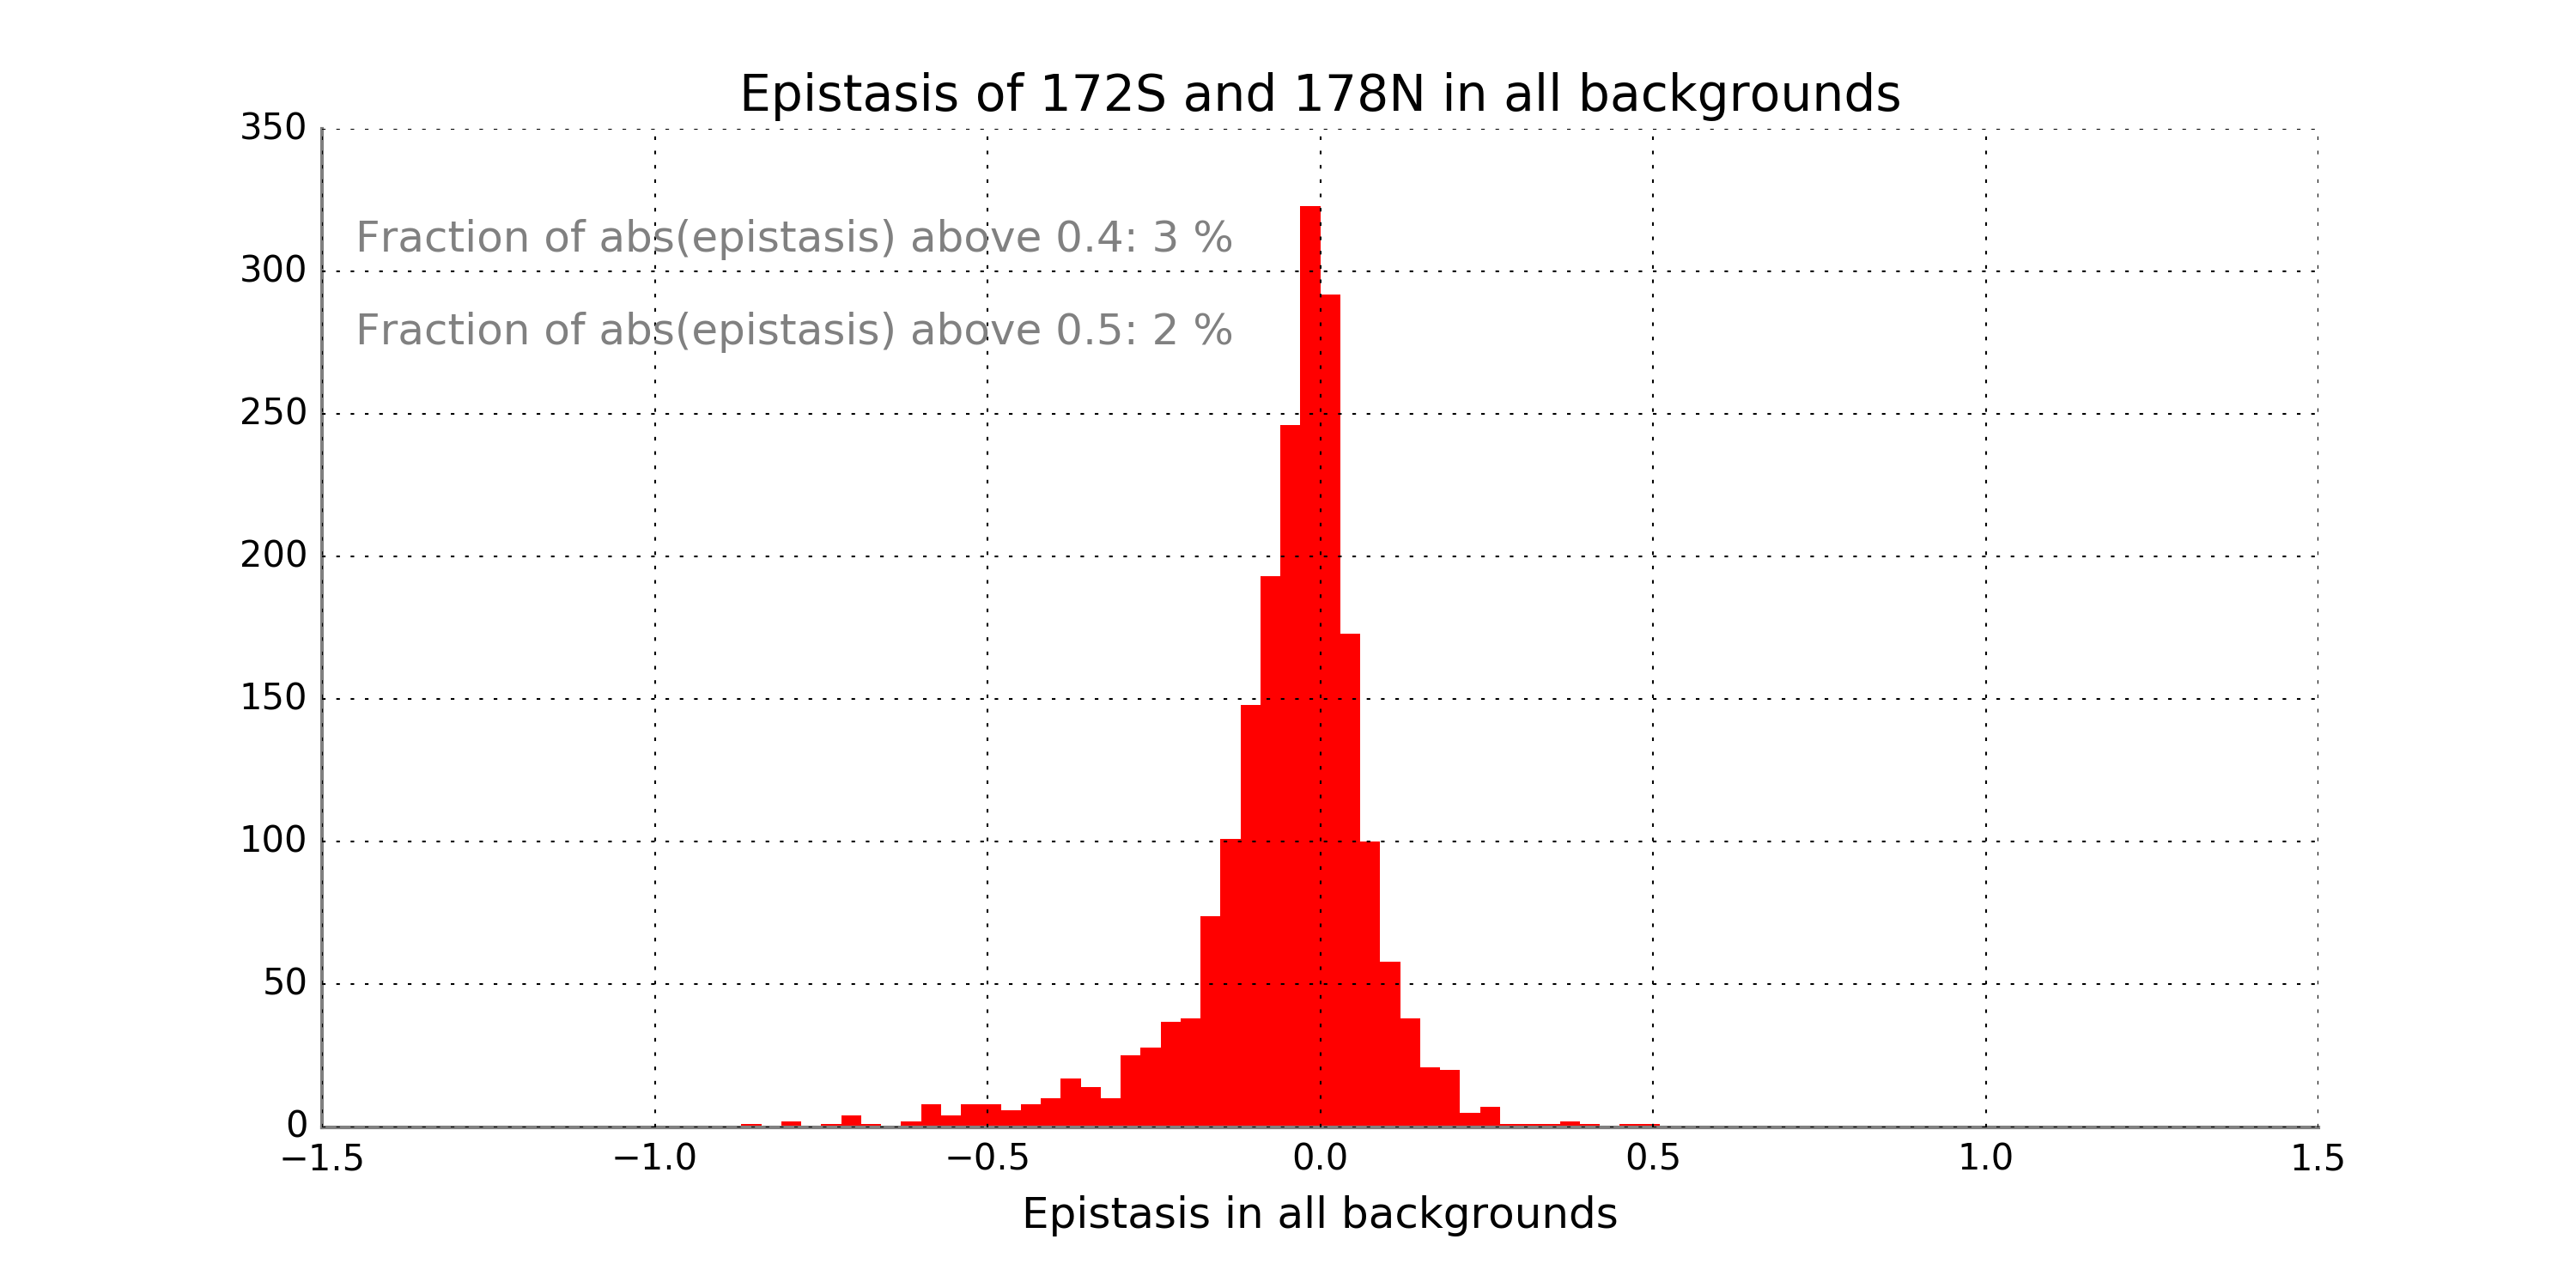 Epistasis of 172S and 178N in all backgrounds
350
Fraction of abs(epistasis) above 0.4: 3 %
300
Fraction of abs(epistasis) above 0.5: 2 %
250
200
150
100
50
0
−1.5 −1.0 −0.5 0.0 0.5 1.0 1.5
Epistasis in all backgrounds